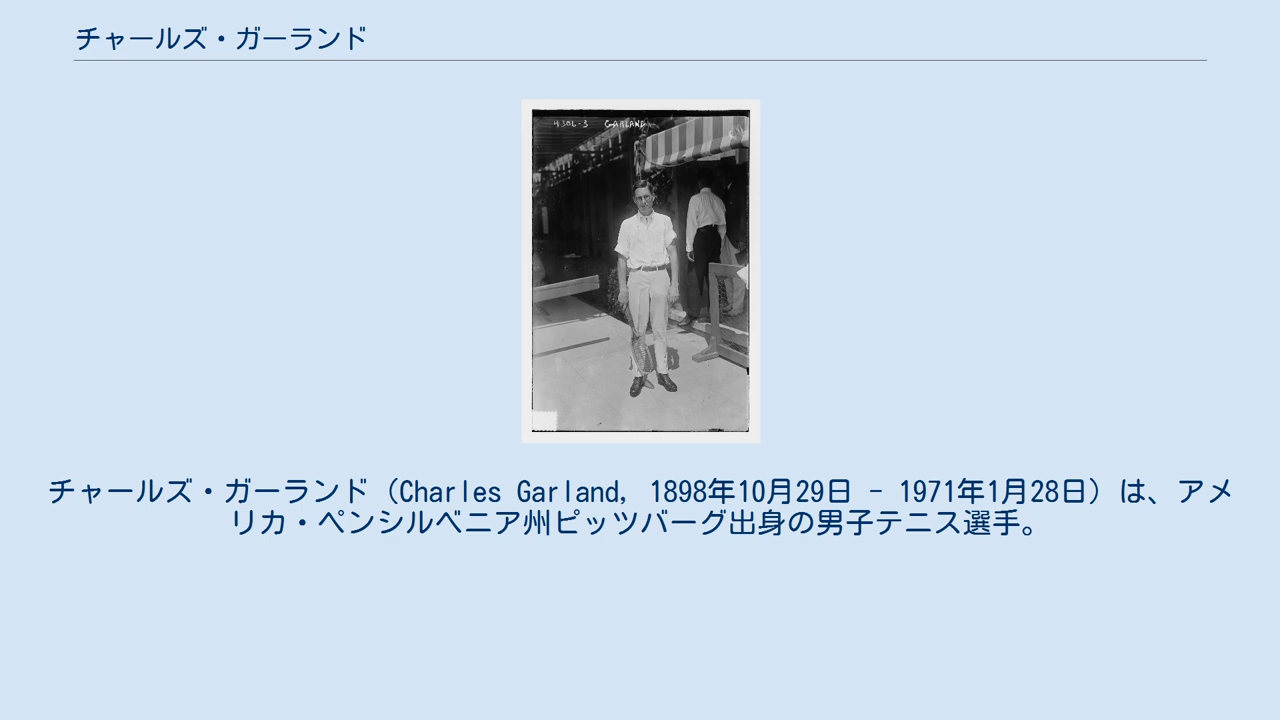 チャールズ・ガーランド
4302-3 GARLAND
チャールズ・ガーランド（Charles Garland, 1898年10月29日 - 1971年1月28日）は、アメ
リカ・ペンシルベニア州ピッツバーグ出身の男子テニス選手。